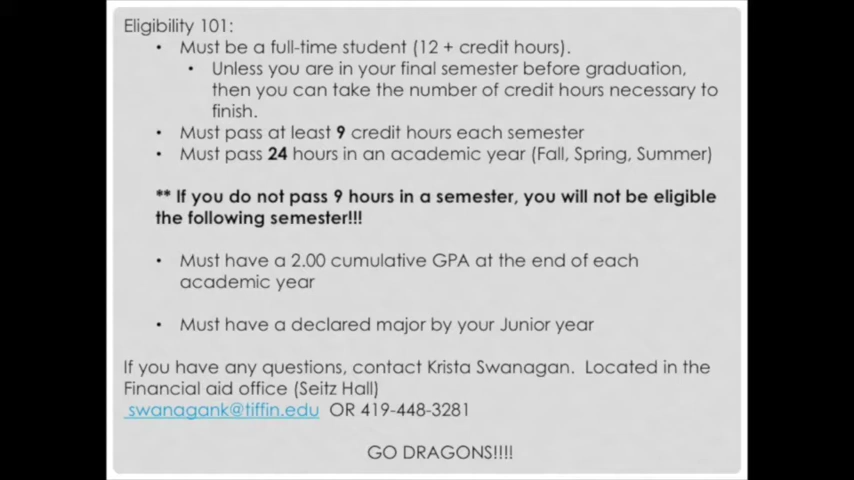 Eligibility 101:
• Must be a full-time student (12 + credit hours).
• Unless you are in your final semester before graduation,
then you can take the number of credit hours necessary to
finish.
• Must pass at least 9 credit hours each semester
• Must pass 24 hours in an academic year (Fall, Spring, Summer)
** If you do not pass 9 hours in a semester, you will not be eligible
the following semester!!!
• Must have a 2.00 cumulative GPA at the end of each
academic year
• Must have a declared major by your Junior year
If you have any questions, contact Krista Swanagan. Located in the
Financial aid office (Seitz Hall)
swanagank@tiffin.edu OR 419-448-3281
GO DRAGONS!!!!